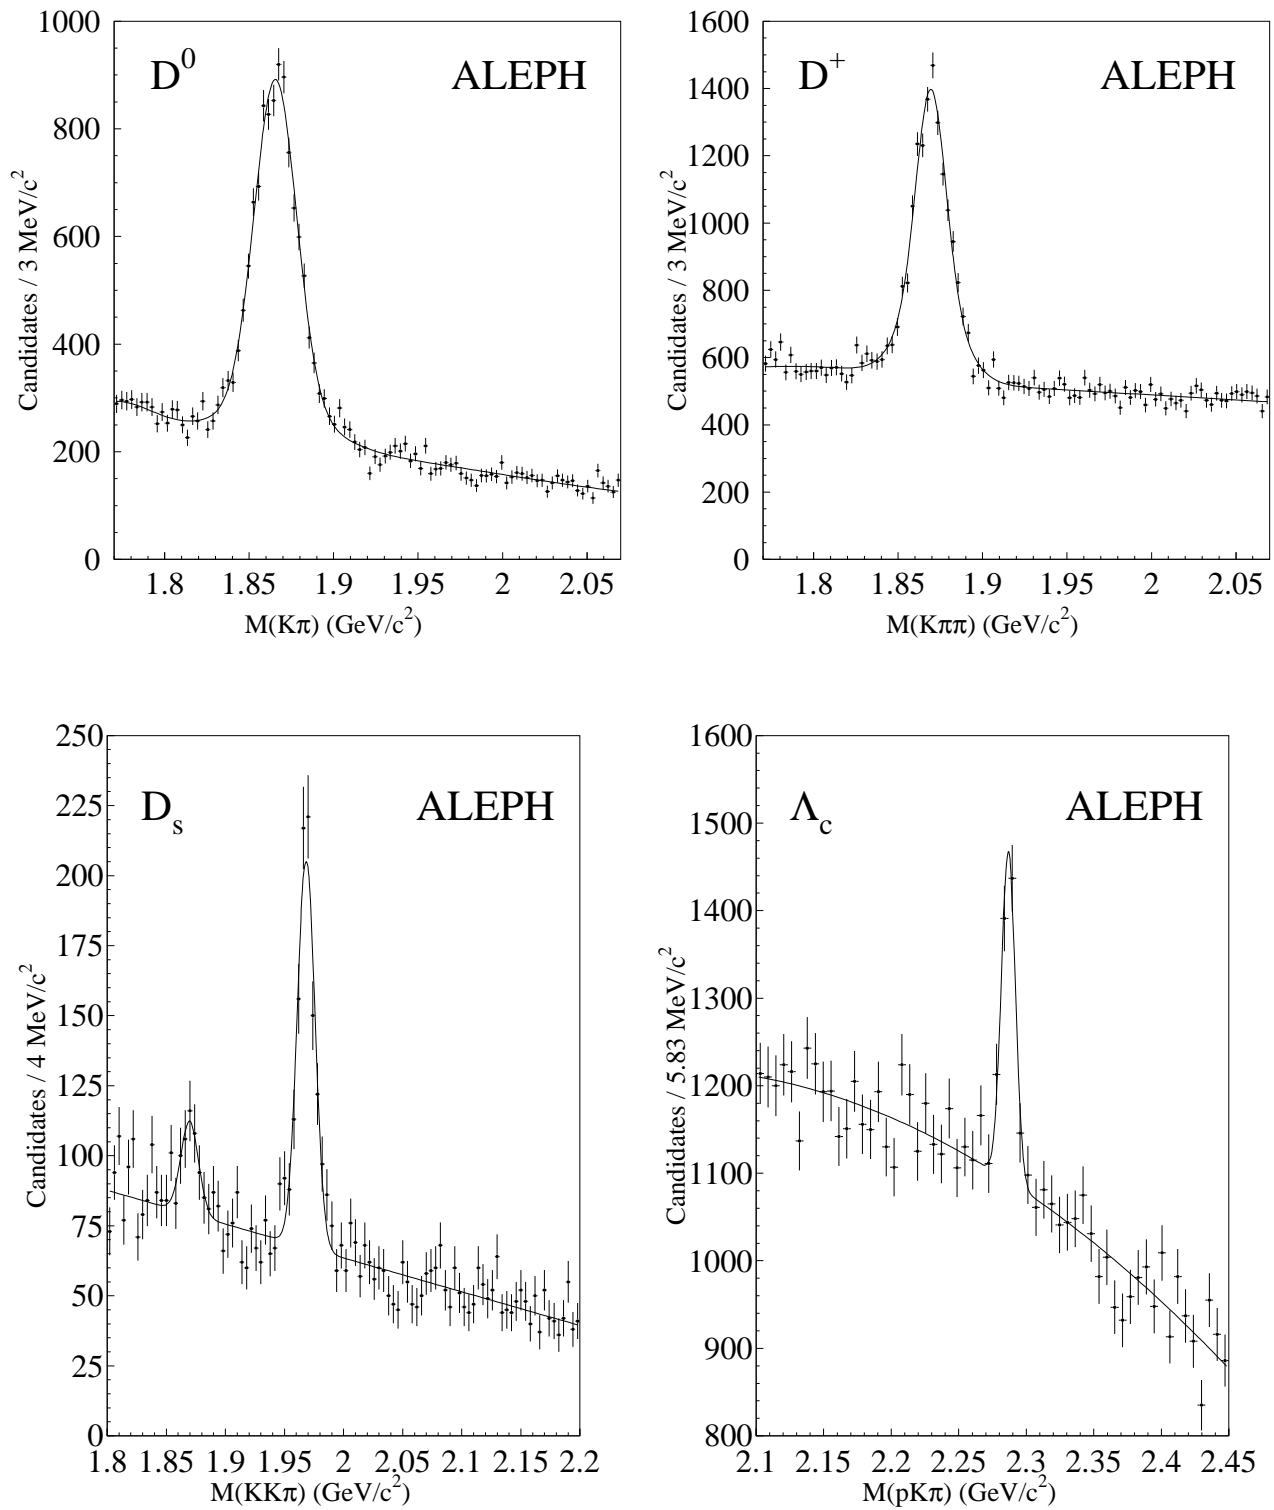 D⁰ ALEPH
Candidates / 3 MeV/c²
1000
800
600
400
200
0
1.8 1.85 1.9 1.95 2 2.05
M(Kπ) (GeV/c²)
D⁺ ALEPH
Candidates / 3 MeV/c²
1600
1400
1200
1000
800
600
400
200
0
1.8 1.85 1.9 1.95 2 2.05
M(Kππ) (GeV/c²)
Dₛ ALEPH
Candidates / 4 MeV/c²
250
225
200
175
150
125
100
75
50
25
0
1.8 1.85 1.9 1.95 2 2.05 2.1 2.15 2.2
M(KKπ) (GeV/c²)
Λc ALEPH
Candidates / 5.83 MeV/c²
1600
1500
1400
1300
1200
1100
1000
900
800
2.1 2.15 2.2 2.25 2.3 2.35 2.4 2.45
M(pKπ) (GeV/c²)